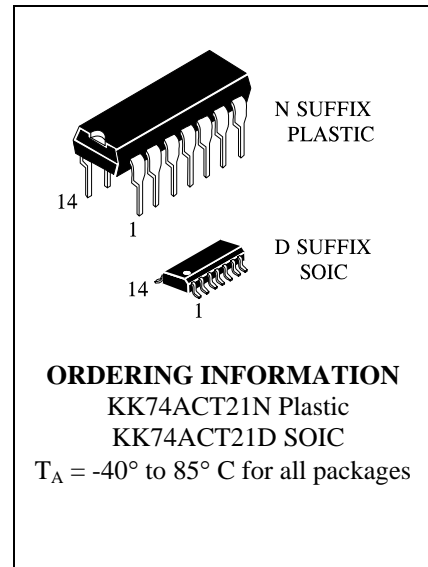 N SUFFIX
PLASTIC
14
1
D SUFFIX
SOIC
14
1
ORDERING INFORMATION
KK74ACT21N Plastic
KK74ACT21D SOIC
TA = -40° to 85° C for all packages